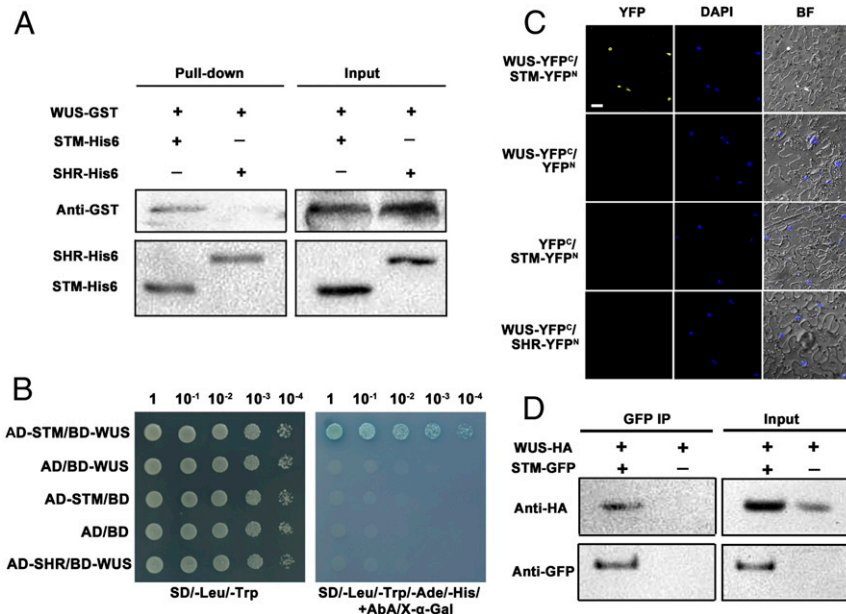 A
Pull-down Input
WUS-GST + + + +
STM-His6 + – + –
SHR-His6 – + – +
Anti-GST
SHR-His6
STM-His6
B
1 10⁻¹ 10⁻² 10⁻³ 10⁻⁴ 1 10⁻¹ 10⁻² 10⁻³ 10⁻⁴
AD-STM/BD-WUS
AD/BD-WUS
AD-STM/BD
AD/BD
AD-SHR/BD-WUS
SD/-Leu/-Trp SD/-Leu/-Trp/-Ade/-His/
+AbA/X-α-Gal
C
YFP DAPI BF
WUS-YFPᶜ/
STM-YFPᴺ
WUS-YFPᶜ/
YFPᴺ
YFPᶜ/
STM-YFPᴺ
WUS-YFPᶜ/
SHR-YFPᴺ
D
GFP IP Input
WUS-HA + + + +
STM-GFP + – + –
Anti-HA
Anti-GFP